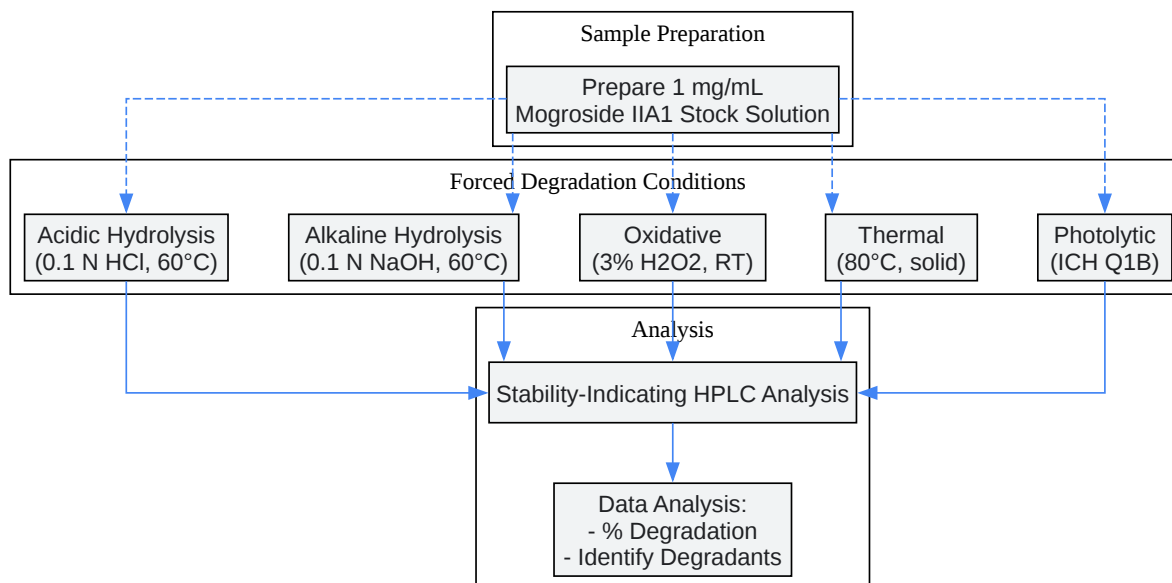 Sample Preparation
Prepare 1 mg/mL
Mogroside IIA1 Stock Solution
Forced Degradation Conditions
Acidic Hydrolysis
(0.1 N HCl, 60°C)
Alkaline Hydrolysis
(0.1 N NaOH, 60°C)
Oxidative
(3% H2O2, RT)
Thermal
(80°C, solid)
Photolytic
(ICH Q1B)
Analysis
Stability-Indicating HPLC Analysis
Data Analysis:
- % Degradation
- Identify Degradants